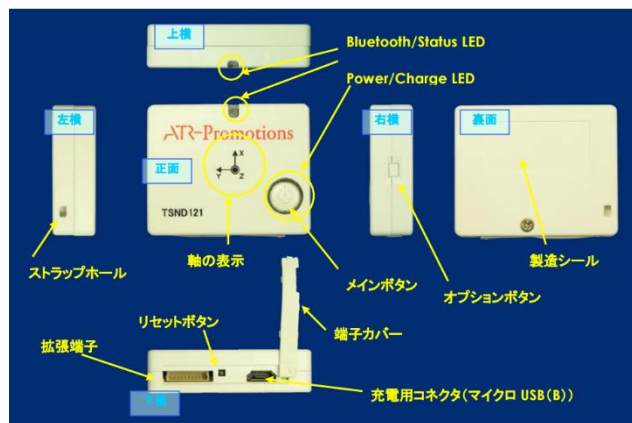 上横
Bluetooth/Status LED
Power/Charge LED
左横
ATR-Promotions
右横
裏面
正面
X
Y
Z
TSND121
ストラップホール
軸の表示
メインボタン
オプションボタン
製造シール
リセットボタン
端子カバー
拡張端子
充電用コネクタ（マイクロ USB（B））
下横